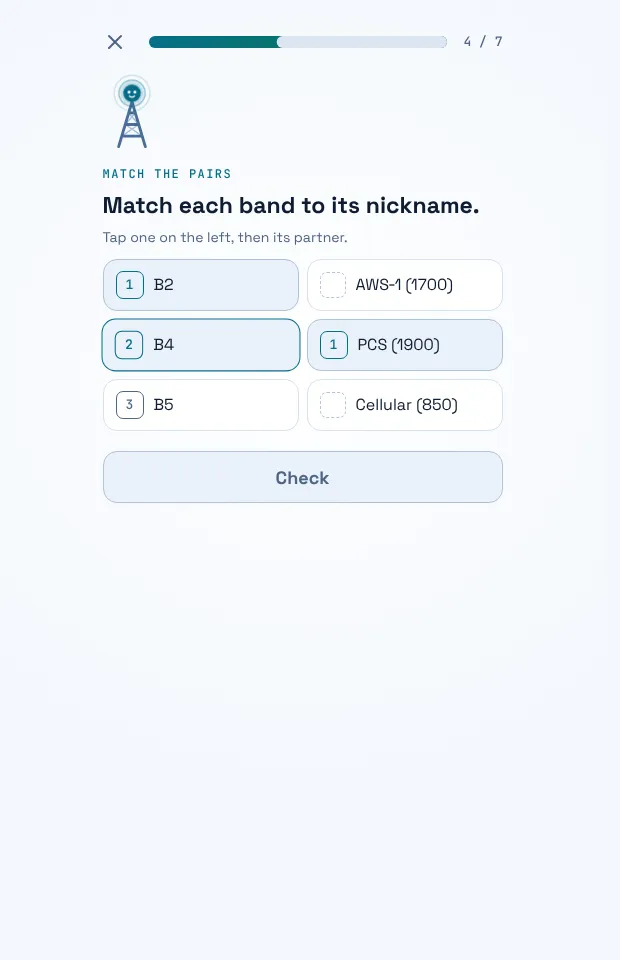 4 / 7
MATCH THE PAIRS
Match each band to its nickname.
Tap one on the left, then its partner.
1 B2
AWS-1 (1700)
2 B4
1 PCS (1900)
3 B5
Cellular (850)
Check